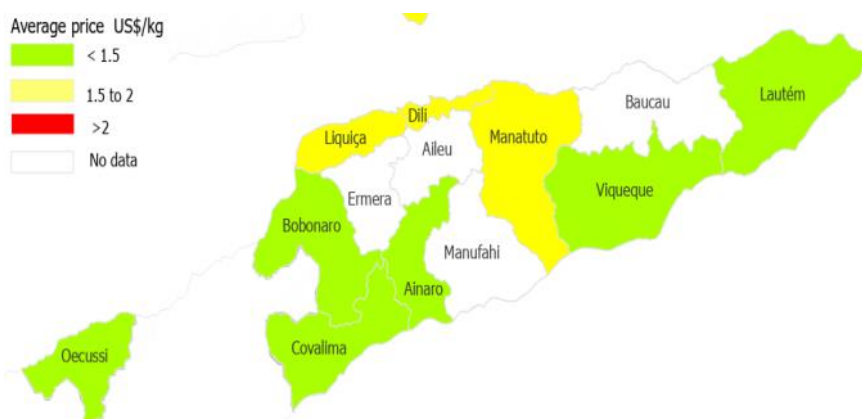 Average price US$/kg
< 1.5
1.5 to 2
>2
No data
Baucau
Lautém
Dili
Liquiça
Manatuto
Aileu
Viqueque
Ermera
Bobonaro
Manufahi
Ainaro
Covalima
Oecussi